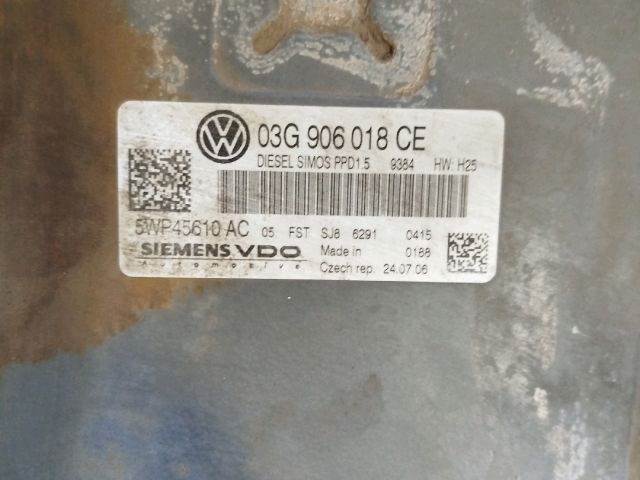 03G 906 018 CE
DIESEL SIMOS PPD1.5 9384 HW: H25
5WP45610 AC 05 FST SJ8 6291 0415
SIEMENS VDO Made in 0188
Automotive Czech rep. 24.07.06